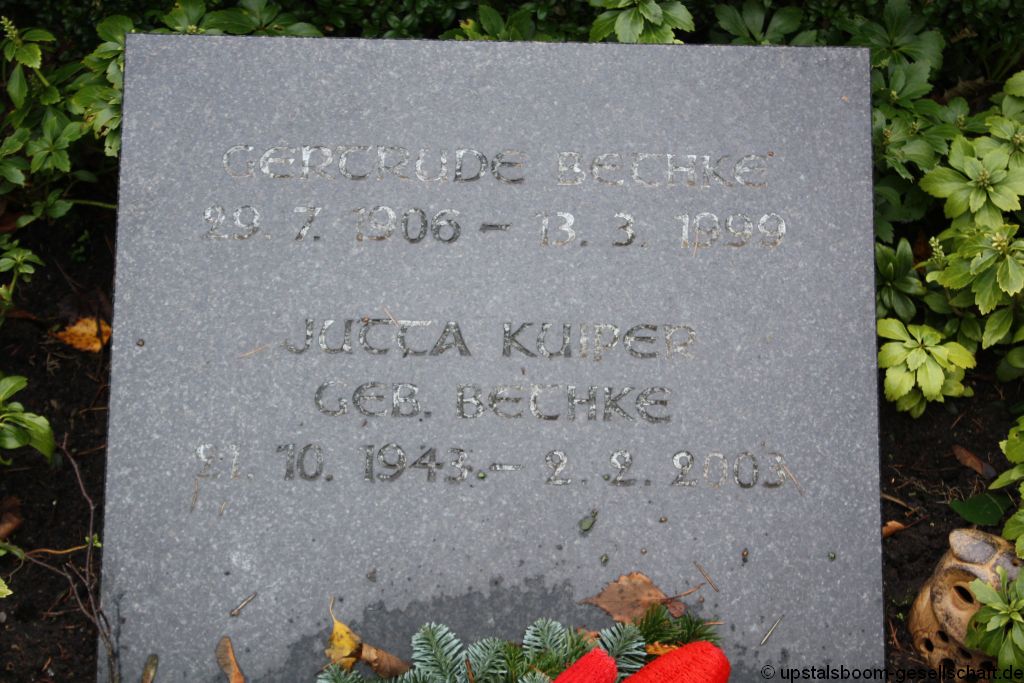 GERTRUDE BETHKE
29. 7. 1906 – 13. 3. 1999
JUTTA KUIPER
GEB. BETHKE
21. 10. 1943 – 2. 2. 2003
© upstalsboom-gesellschaft.de